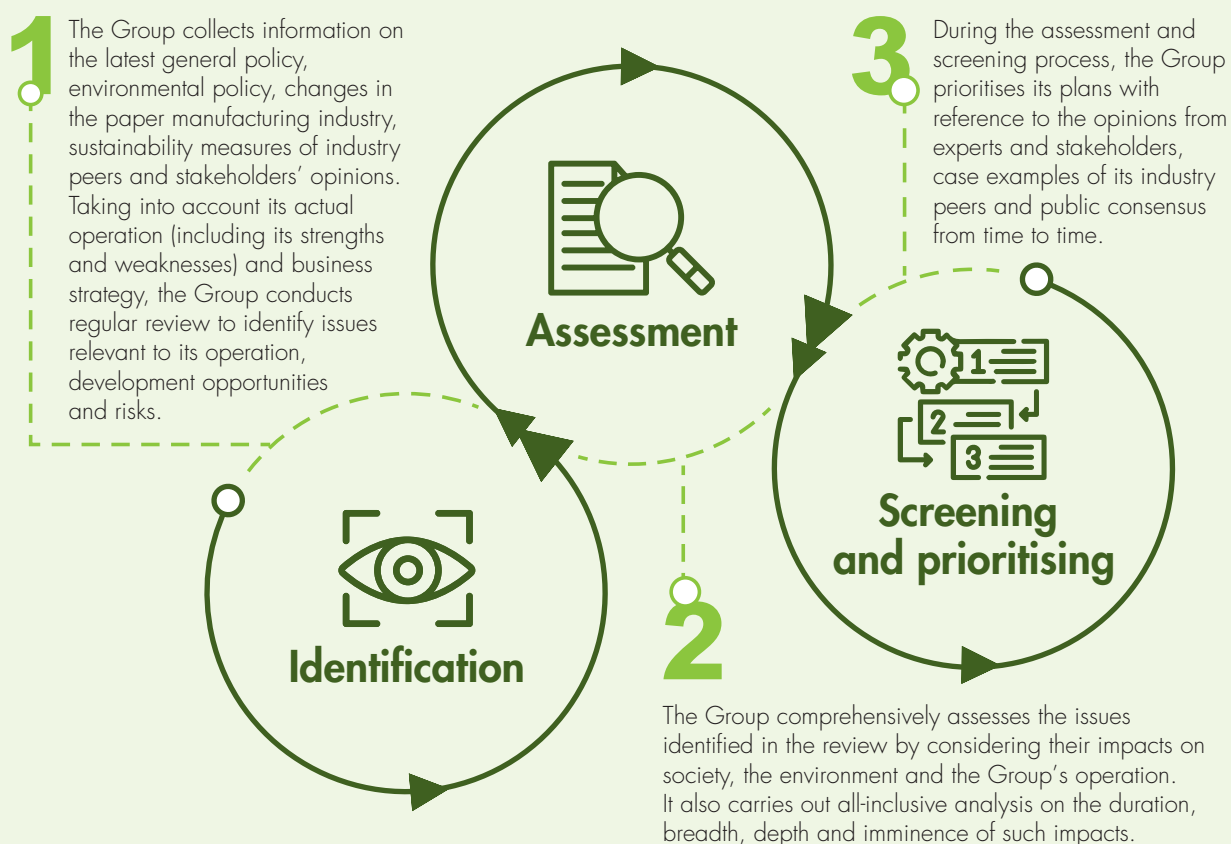 1
The Group collects information on
the latest general policy,
environmental policy, changes in
the paper manufacturing industry,
sustainability measures of industry
peers and stakeholders’ opinions.
Taking into account its actual
operation (including its strengths
and weaknesses) and business
strategy, the Group conducts
regular review to identify issues
relevant to its operation,
development opportunities
and risks.
Identification
Assessment
2
The Group comprehensively assesses the issues
identified in the review by considering their impacts on
society, the environment and the Group’s operation.
It also carries out all-inclusive analysis on the duration,
breadth, depth and imminence of such impacts.
3
During the assessment and
screening process, the Group
prioritises its plans with
reference to the opinions from
experts and stakeholders,
case examples of its industry
peers and public consensus
from time to time.
1
2
3
Screening
and prioritising